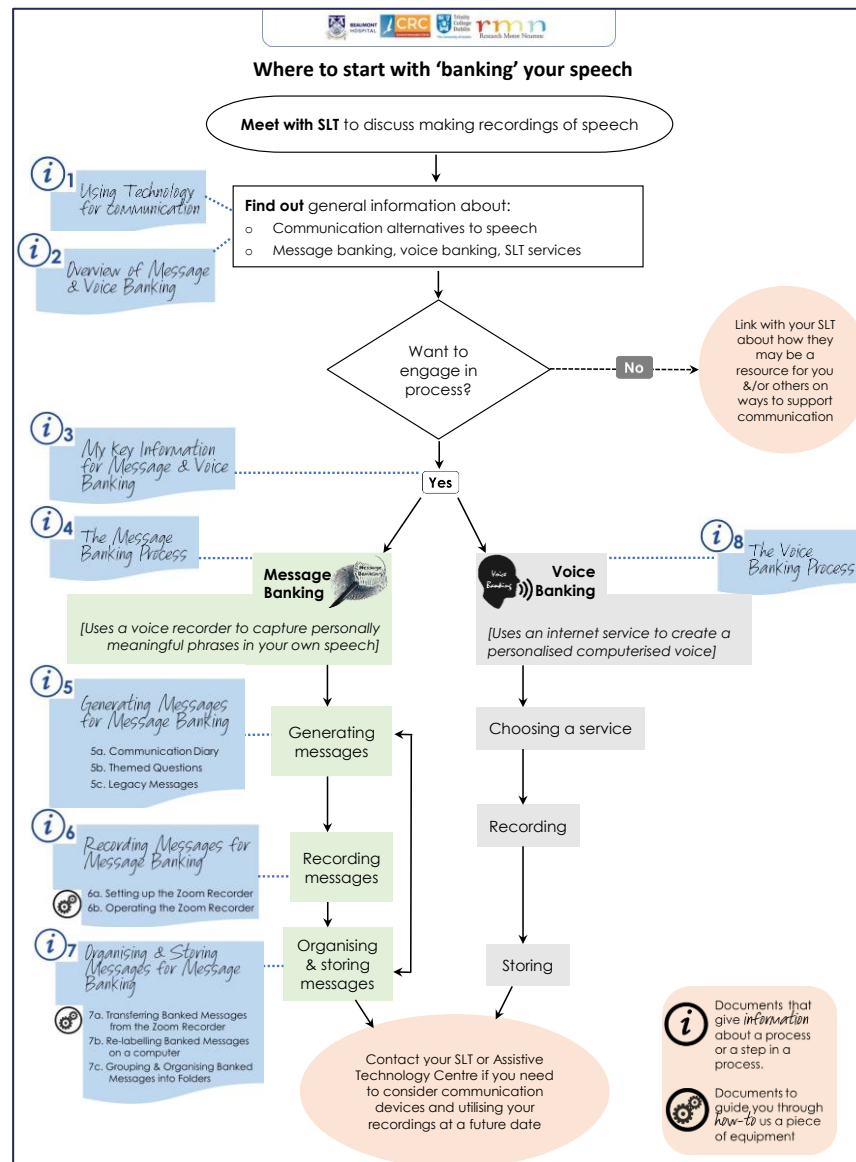 BEAUMONT
HOSPITAL
CRC
Trinity
College
Dublin
rmn
Research Motor Neurone
Where to start with ‘banking’ your speech
Meet with SLT to discuss making recordings of speech
i1
Using Technology
for communication
i2
Overview of Message
& Voice Banking
Find out general information about:
o Communication alternatives to speech
o Message banking, voice banking, SLT services
Want to
engage in
process?
No
Link with your SLT
about how they
may be a
resource for you
&/or others on
ways to support
communication
i3
My Key Information
for Message & Voice
Banking
Yes
i4
The Message
Banking Process
Message
Banking
Message
Banking
[Uses a voice recorder to capture personally
meaningful phrases in your own speech]
Voice
Banking
Voice
Banking
[Uses an internet service to create a
personalised computerised voice]
i8
The Voice
Banking Process
i5
Generating Messages
for Message Banking
5a. Communication Diary
5b. Themed Questions
5c. Legacy Messages
Generating
messages
Choosing a service
i6
Recording Messages for
Message Banking
6a. Setting up the Zoom Recorder
6b. Operating the Zoom Recorder
Recording
messages
Recording
i7
Organising & Storing
Messages for Message
Banking
7a. Transferring Banked Messages
from the Zoom Recorder
7b. Re-labelling Banked Messages
on a computer
7c. Grouping & Organising Banked
Messages into Folders
Organising
& storing
messages
Storing
Contact your SLT or Assistive
Technology Centre if you need
to consider communication
devices and utilising your
recordings at a future date
i
Documents that
give information
about a process
or a step in a
process.
Documents to
guide you through
how-to us a piece
of equipment